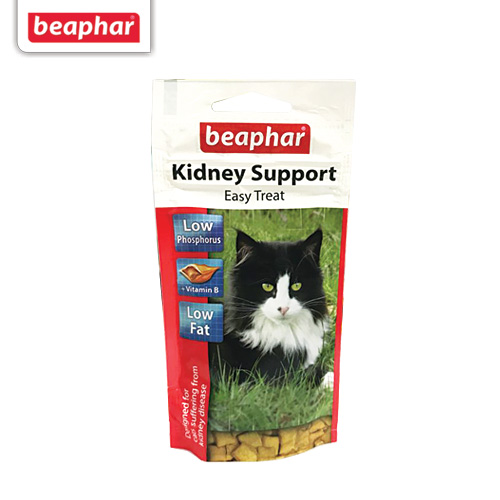 beaphar
beaphar
Kidney Support
Easy Treat
Low
Phosphorus
+ Vitamin B
Low
Fat
Designed for
cats suffering from
kidney disease